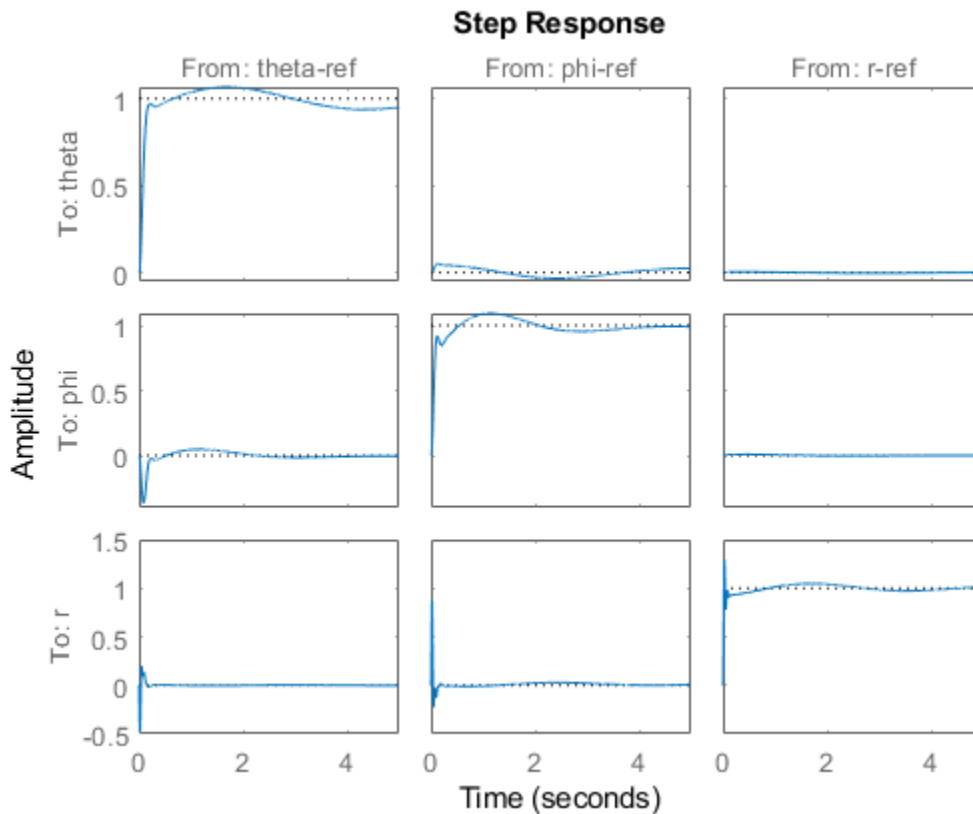 Step Response
From: theta-ref
From: phi-ref
From: r-ref
Amplitude
To: theta
1
0.5
0
To: phi
1
0.5
0
To: r
1.5
1
0.5
0
-0.5
0 2 4
0 2 4
0 2 4
Time (seconds)